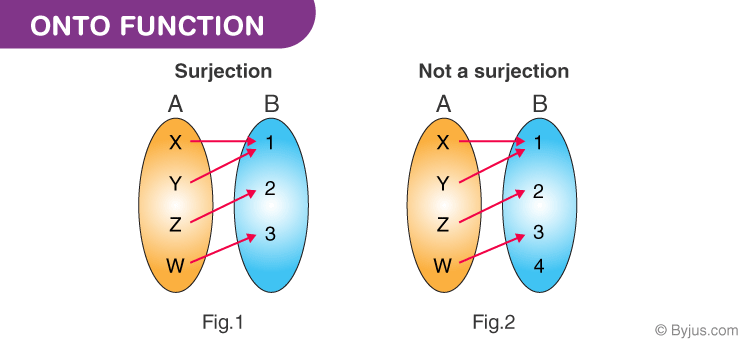 ONTO FUNCTION
Surjection
A B
X 1
Y
Z 2
W 3
Fig.1
Not a surjection
A B
X 1
Y 2
Z 3
W 4
Fig.2
© Byjus.com